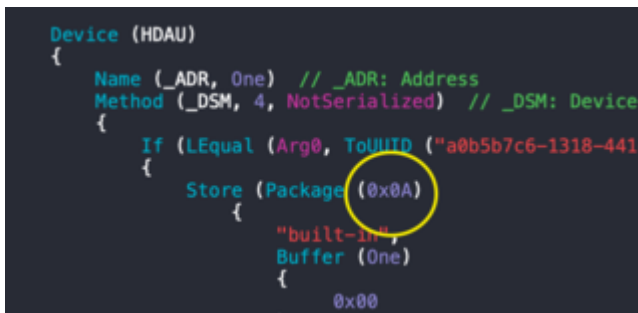 Device (HDAU)
{
Name (_ADR, One) // _ADR: Address
Method (_DSM, 4, NotSerialized) // _DSM: Device
{
If (LEqual (Arg0, ToUUID ("a0b5b7c6-1318-441
{
Store (Package (0x0A)
{
"built-in",
Buffer (One)
{
0x00